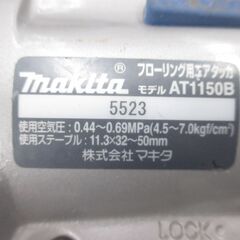 makita® フローリング用エアタッカ
モデル AT1150B
5523
使用空気圧：0.44～0.69MPa(4.5～7.0kgf/cm²)
使用ステープル：11.3×32～50mm
株式会社マキタ
LOCK